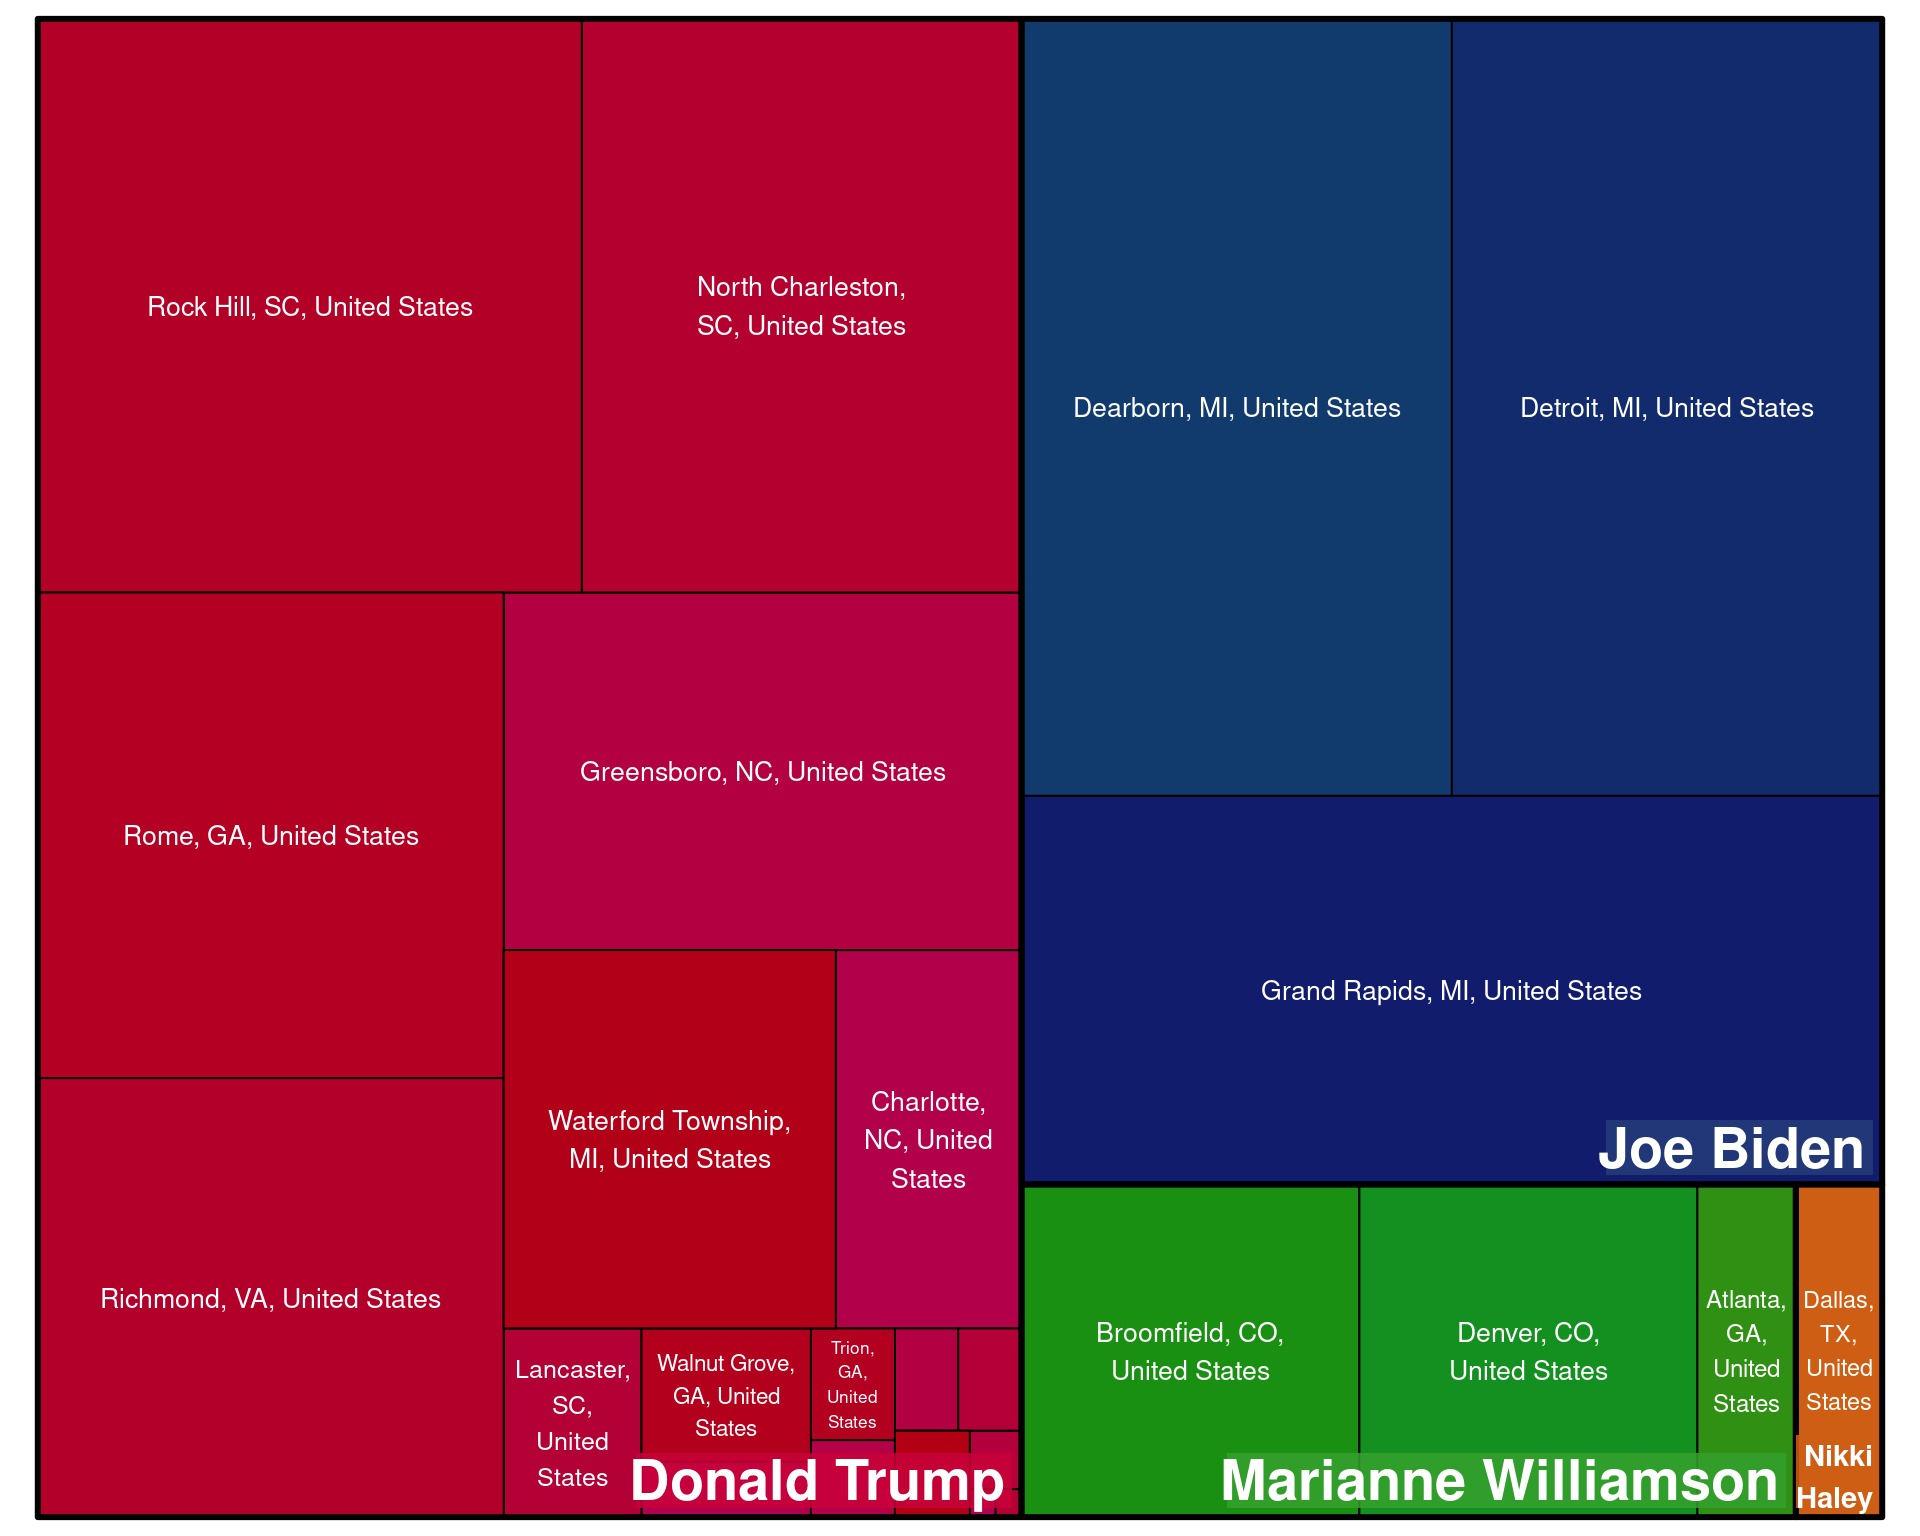 Rock Hill, SC, United States
North Charleston,
SC, United States
Dearborn, MI, United States
Detroit, MI, United States
Rome, GA, United States
Greensboro, NC, United States
Grand Rapids, MI, United States
Waterford Township,
MI, United States
Charlotte,
NC, United
States
Joe Biden
Richmond, VA, United States
Lancaster,
SC,
United
States
Walnut Grove,
GA, United
States
Trion,
GA,
United
States
Donald Trump
Broomfield, CO,
United States
Denver, CO,
United States
Atlanta,
GA,
United
States
Marianne Williamson
Dallas,
TX,
United
States
Nikki
Haley